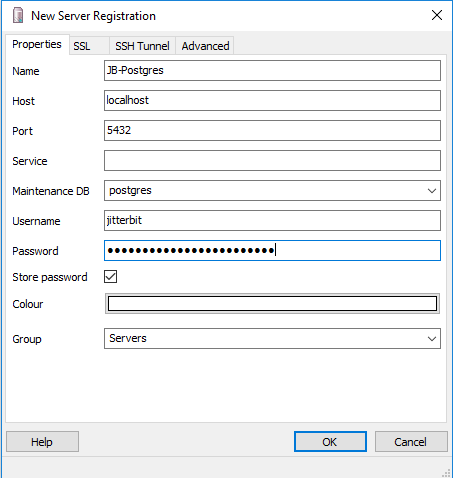 New Server Registration
Properties SSL SSH Tunnel Advanced
Name JB-Postgres
Host localhost
Port 5432
Service
Maintenance DB postgres
Username jitterbit
Password ●●●●●●●●●●●●●●●●●●●●●●●●
Store password
Colour
Group Servers
Help OK Cancel